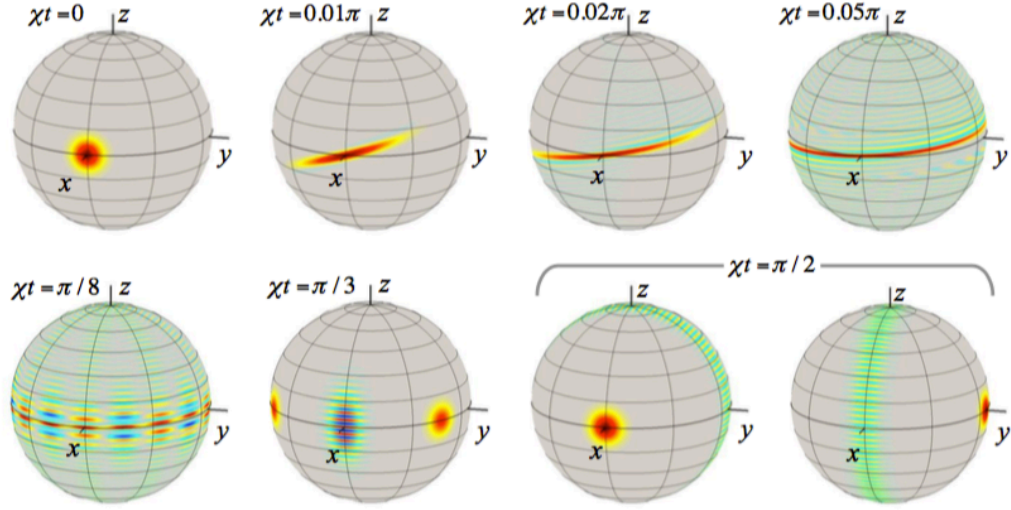 χt=0 z
χt=0.01π z
χt=0.02π z
χt=0.05π z
x y
x y
x y
x y
χt=π/8 z
χt=π/3 z
χt=π/2
z
z
x y
x y
x y
x y